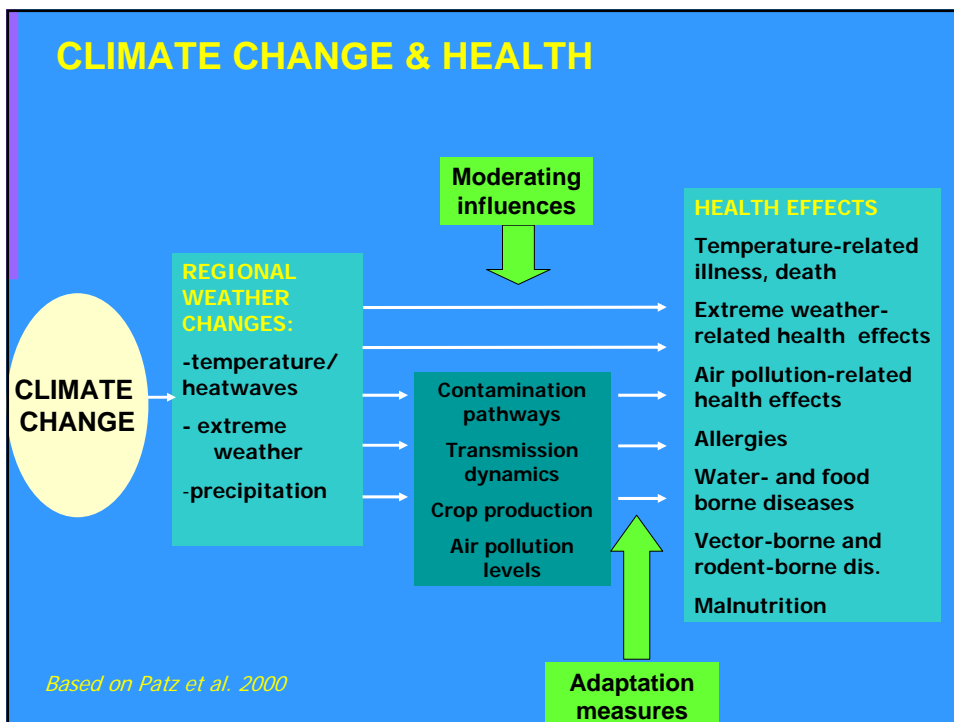 CLIMATE CHANGE & HEALTH
Moderating
influences
CLIMATE
CHANGE
REGIONAL
WEATHER
CHANGES:
-temperature/
heatwaves
- extreme
weather
-precipitation
Contamination
pathways
Transmission
dynamics
Crop production
Air pollution
levels
HEALTH EFFECTS
Temperature-related
illness, death
Extreme weather-
related health effects
Air pollution-related
health effects
Allergies
Water- and food
borne diseases
Vector-borne and
rodent-borne dis.
Malnutrition
Adaptation
measures
Based on Patz et al. 2000